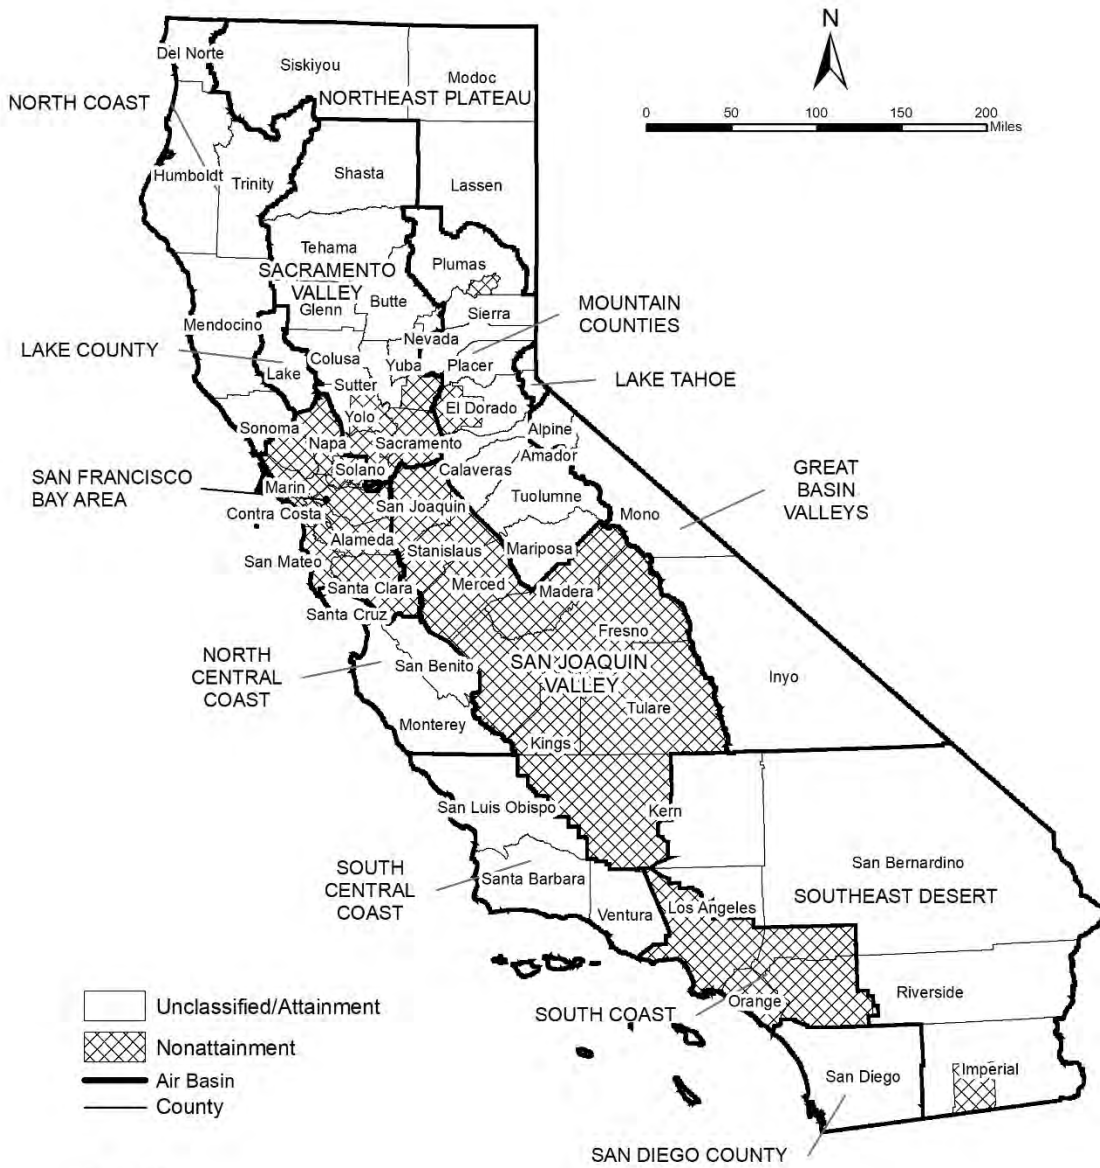 N
0 50 100 150 200
Miles
Del Norte
Siskiyou
Modoc
NORTH COAST
NORTHEAST PLATEAU
Humboldt
Trinity
Shasta
Lassen
Tehama
SACRAMENTO
VALLEY
Plumas
Glenn
Butte
Sierra
MOUNTAIN
COUNTIES
Mendocino
Nevada
LAKE COUNTY
Lake
Colusa
Yuba
Placer
LAKE TAHOE
Sutter
El Dorado
Sonoma
Yolo
Napa
Sacramento
Alpine
Amador
Solano
Calaveras
SAN FRANCISCO
BAY AREA
Marin
Contra Costa
San Joaquin
Tuolumne
Mono
GREAT
BASIN
VALLEYS
Alameda
Stanislaus
Mariposa
San Mateo
Santa Clara
Merced
Madera
Santa Cruz
Fresno
NORTH
CENTRAL
COAST
San Benito
SAN JOAQUIN
VALLEY
Inyo
Monterey
Tulare
Kings
San Luis Obispo
Kern
San Bernardino
SOUTH
CENTRAL
COAST
Santa Barbara
SOUTHEAST DESERT
Ventura
Los Angeles
Riverside
Orange
SOUTH COAST
Unclassified/Attainment
Nonattainment
Air Basin
County
San Diego
Imperial
SAN DIEGO COUNTY